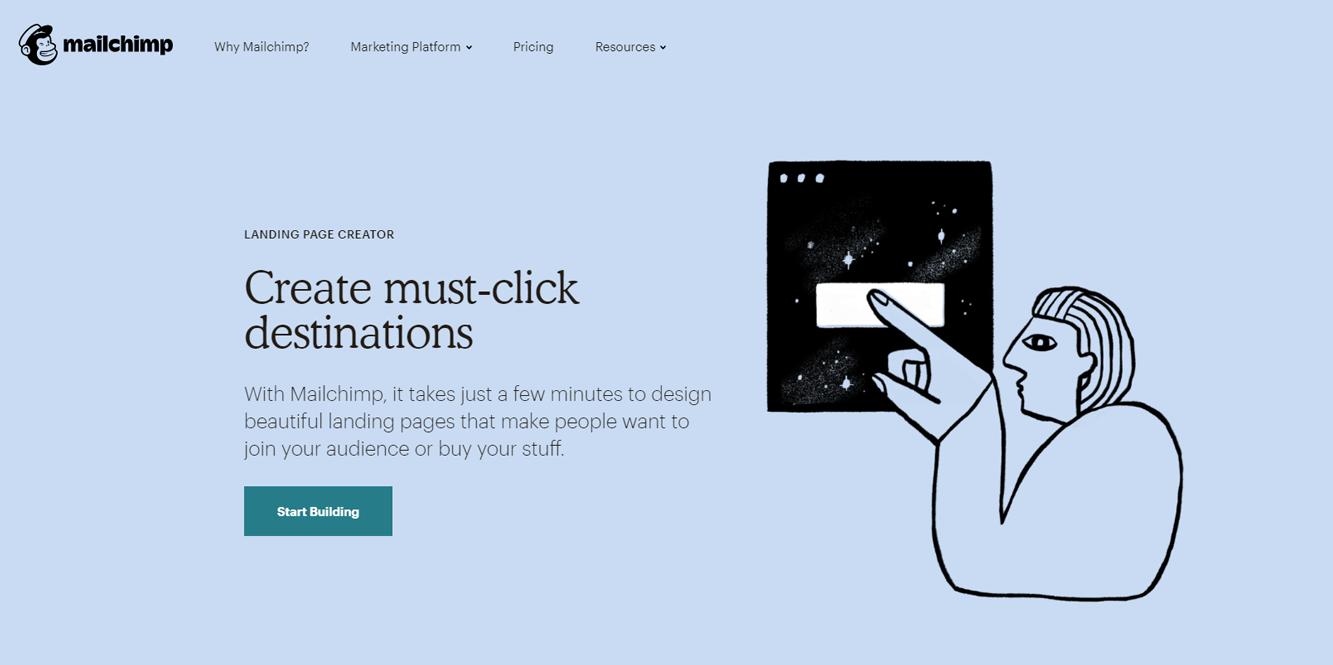 mailchimp
Why Mailchimp?
Marketing Platform
Pricing
Resources
LANDING PAGE CREATOR
Create must-click
destinations
With Mailchimp, it takes just a few minutes to design
beautiful landing pages that make people want to
join your audience or buy your stuff.
Start Building